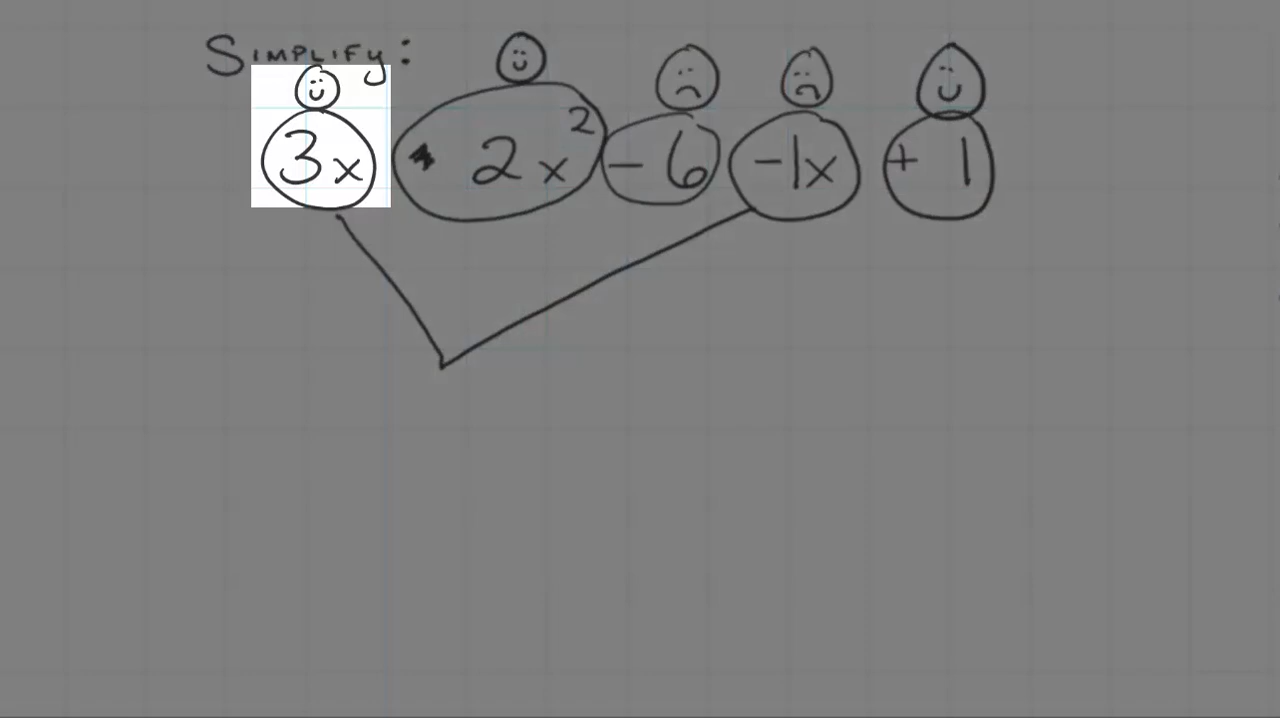 SIMPLIFY:
3x + 2x² - 6 - 1x + 1